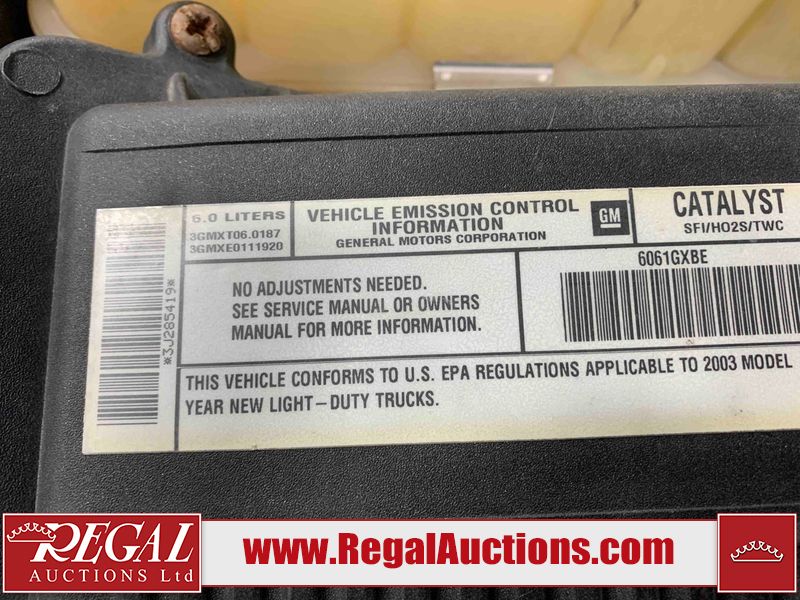 6.0 LITERS
3GMXT06.0187
3GMXE0111920
VEHICLE EMISSION CONTROL
INFORMATION
GENERAL MOTORS CORPORATION
GM
CATALYST
SFI/HO2S/TWC
*3J285419*
NO ADJUSTMENTS NEEDED.
SEE SERVICE MANUAL OR OWNERS
MANUAL FOR MORE INFORMATION.
6061GXBE
THIS VEHICLE CONFORMS TO U.S. EPA REGULATIONS APPLICABLE TO 2003 MODEL
YEAR NEW LIGHT-DUTY TRUCKS.
REGAL
AUCTIONS Ltd
www.RegalAuctions.com